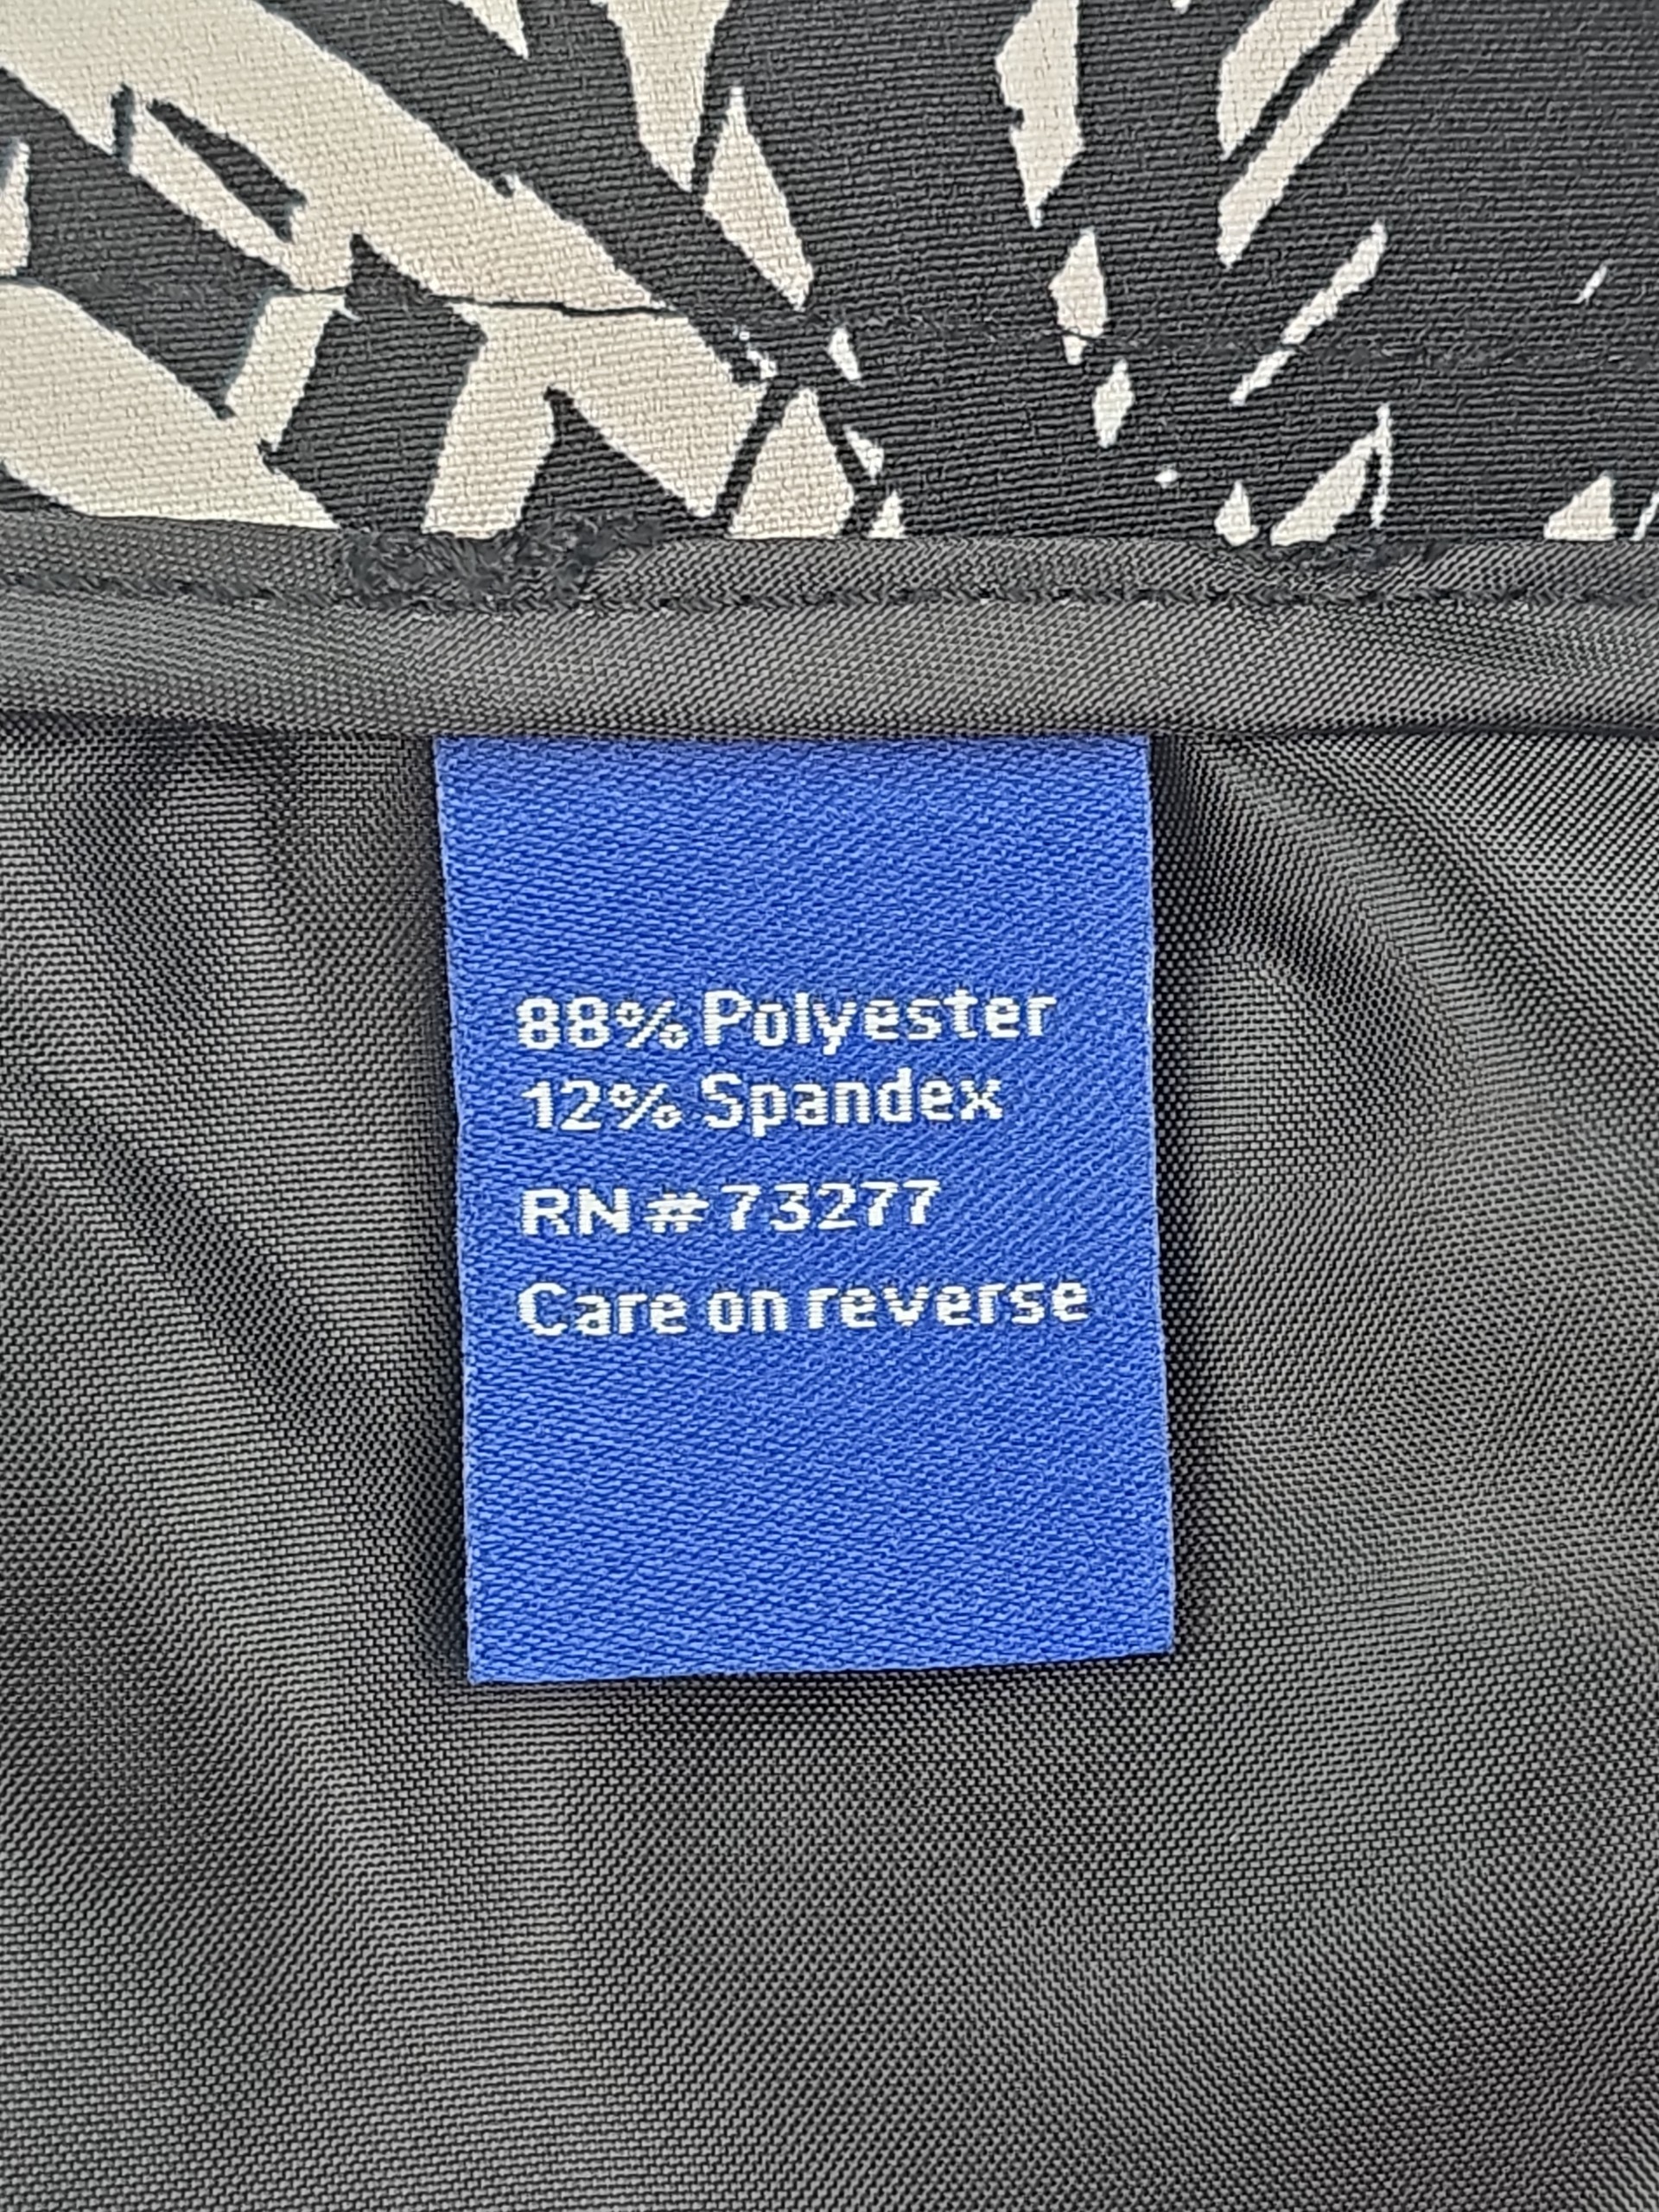 88% Polyester
12% Spandex
RN#73277
Care on reverse